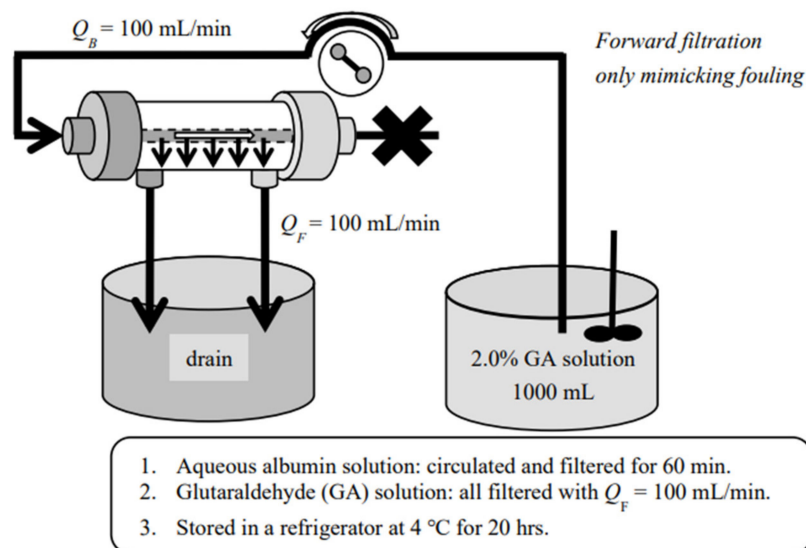 Q_B = 100 mL/min
Forward filtration
only mimicking fouling
Q_F = 100 mL/min
drain
2.0% GA solution
1000 mL
1. Aqueous albumin solution: circulated and filtered for 60 min.
2. Glutaraldehyde (GA) solution: all filtered with Q_F = 100 mL/min.
3. Stored in a refrigerator at 4 °C for 20 hrs.